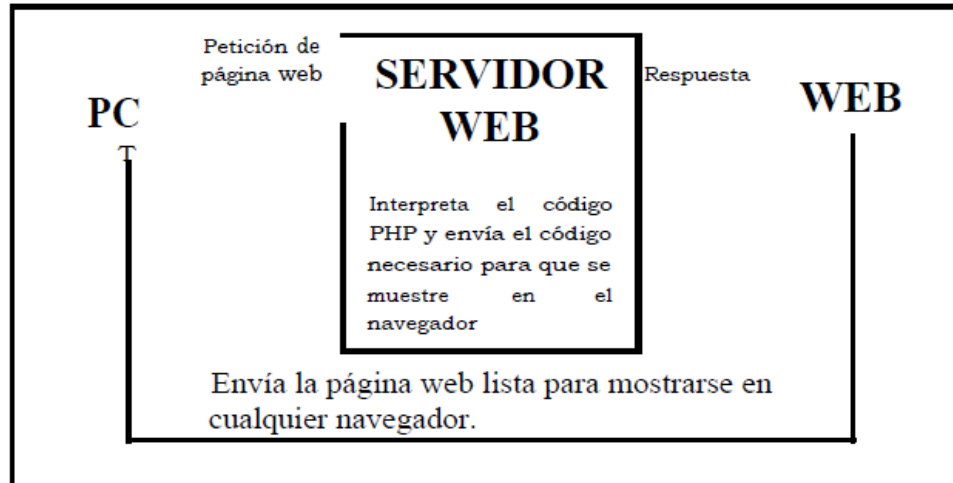 Petición de
página web
PC
T
SERVIDOR
WEB
Interpreta el código
PHP y envía el código
necesario para que se
muestre en el
navegador
Respuesta
WEB
Envía la página web lista para mostrarse en
cualquier navegador.